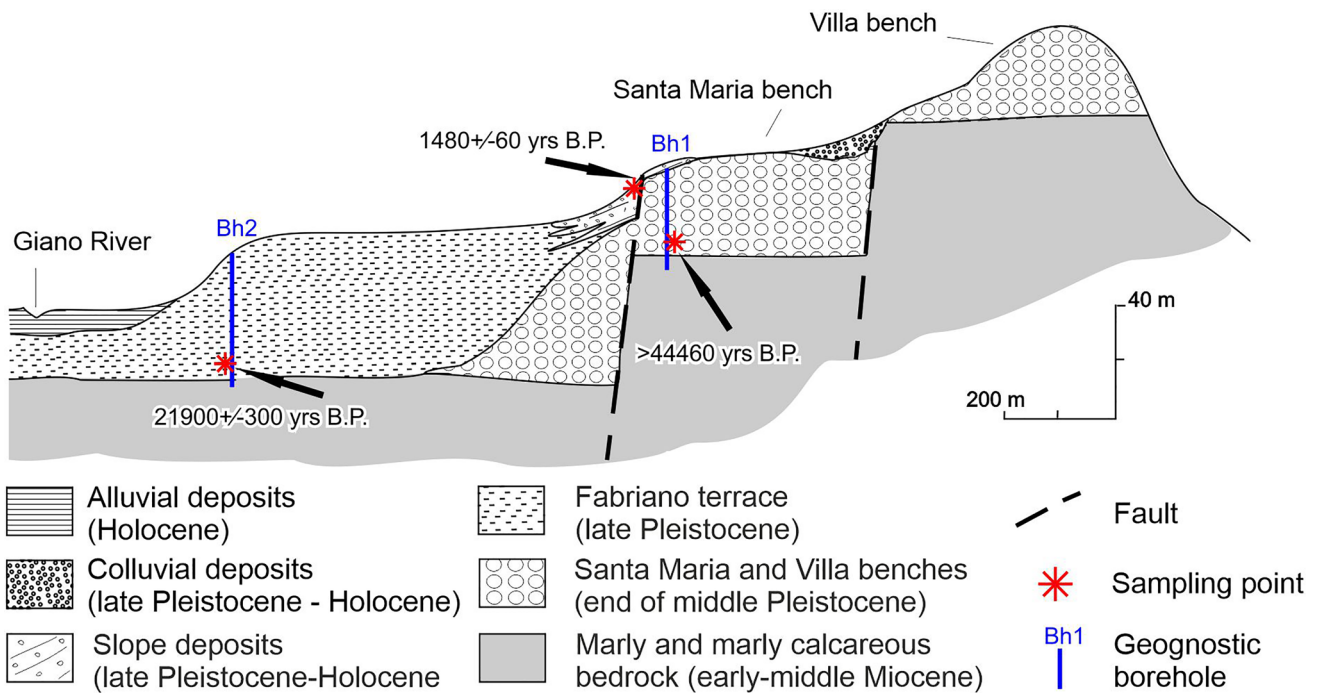 Villa bench
Santa Maria bench
1480+⁄-60 yrs B.P.
Bh1
Bh2
Giano River
40 m
>44460 yrs B.P.
200 m
21900+⁄-300 yrs B.P.
Alluvial deposits
(Holocene)
Colluvial deposits
(late Pleistocene - Holocene)
Slope deposits
(late Pleistocene-Holocene
Fabriano terrace
(late Pleistocene)
Santa Maria and Villa benches
(end of middle Pleistocene)
Marly and marly calcareous
bedrock (early-middle Miocene)
Fault
Sampling point
Bh1
Geognostic
borehole